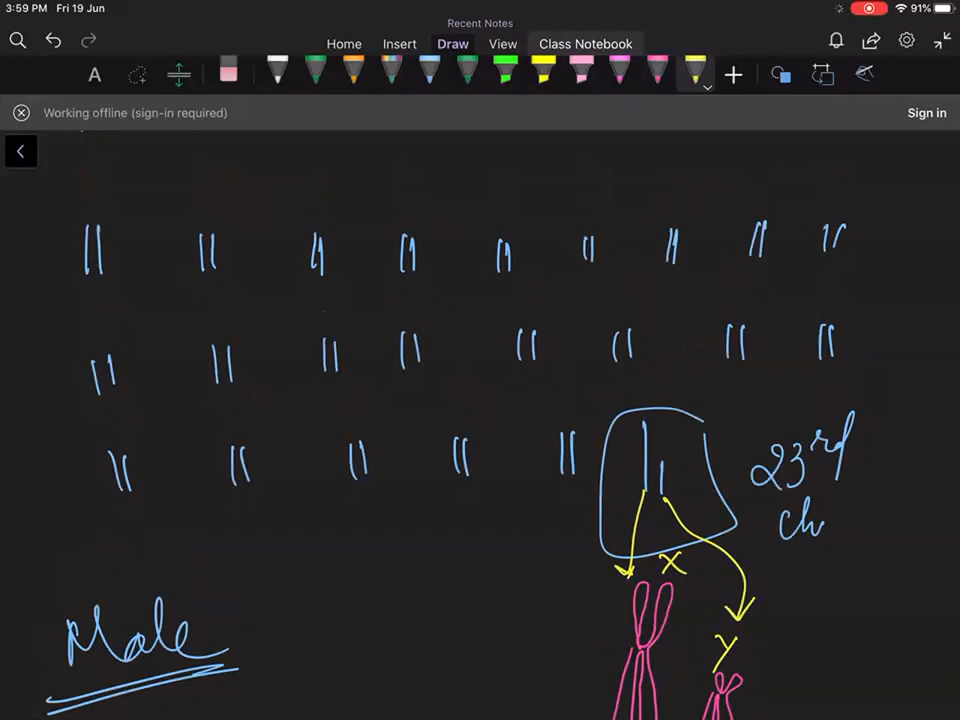 3:59 PM Fri 19 Jun
91%
Recent Notes
Home Insert Draw View Class Notebook
A
Working offline (sign-in required)
Sign in
23rd
Ch
X
Y
Male